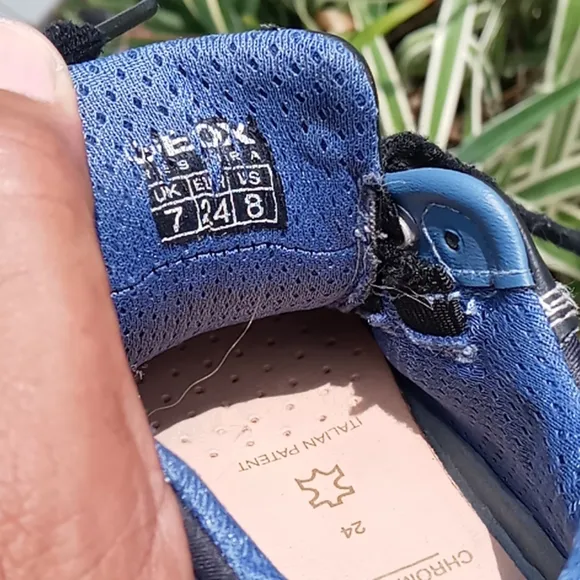 GEOX
UK EU US
7 24 8
ITALIAN PATENT
24
CHROM